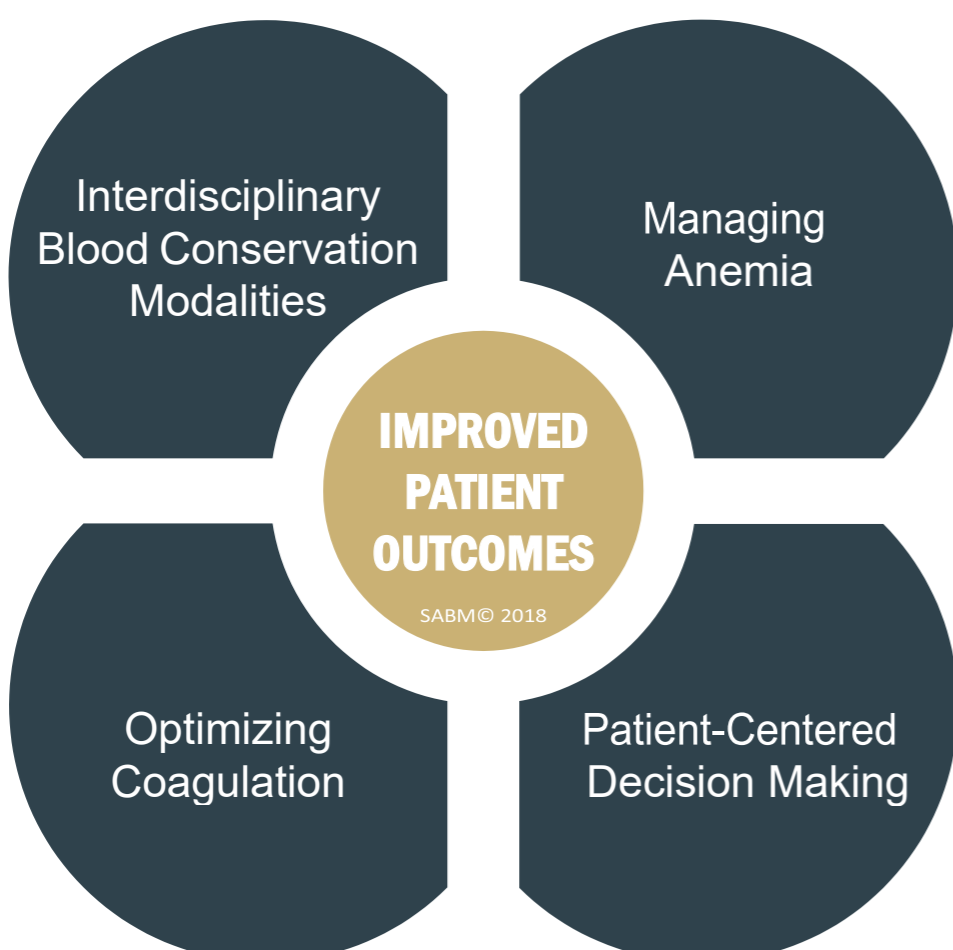 Interdisciplinary
Blood Conservation
Modalities
Managing
Anemia
IMPROVED
PATIENT
OUTCOMES
SABM© 2018
Optimizing
Coagulation
Patient-Centered
Decision Making